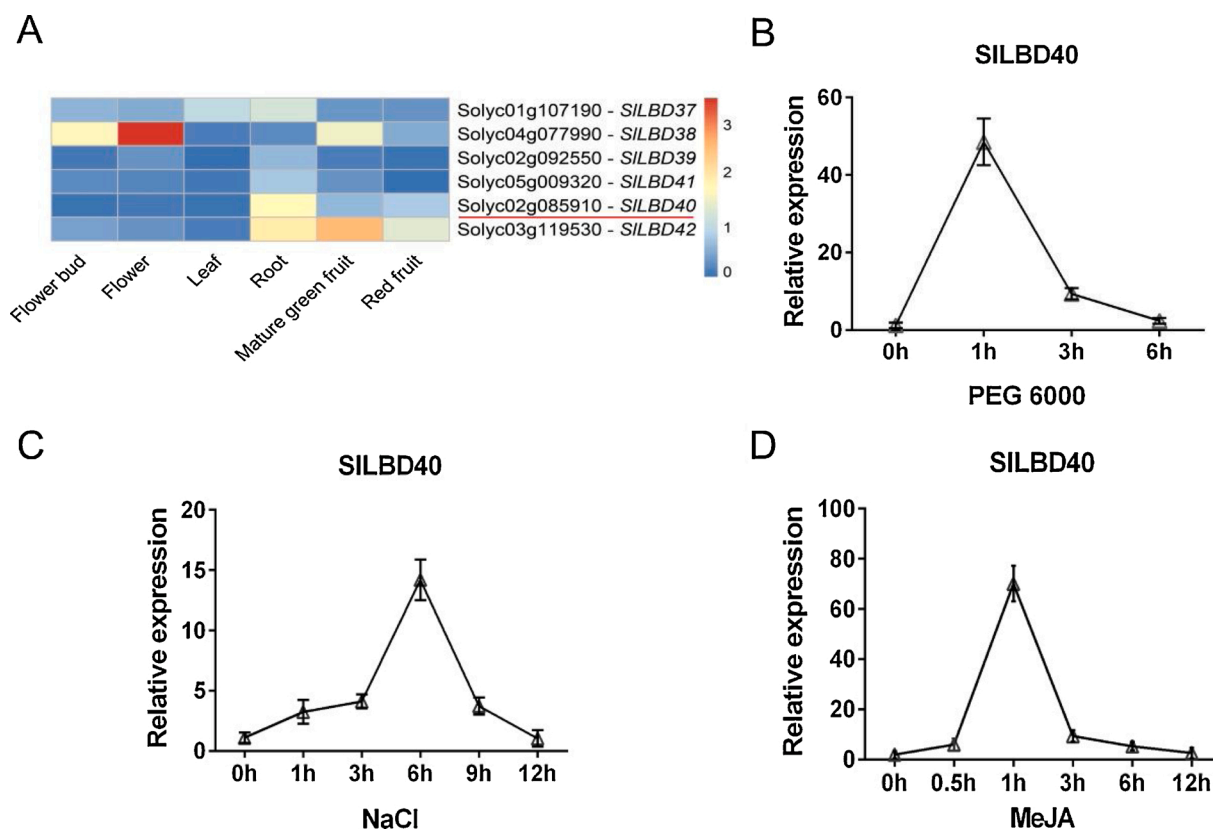 A
Solyc01g107190 - SlLBD37
Solyc04g077990 - SlLBD38
Solyc02g092550 - SlLBD39
Solyc05g009320 - SlLBD41
Solyc02g085910 - SlLBD40
Solyc03g119530 - SlLBD42
3
2
1
0
Flower bud
Flower
Leaf
Root
Mature green fruit
Red fruit
B
SlLBD40
Relative expression
60
40
20
0
0h 1h 3h 6h
PEG 6000
C
SlLBD40
Relative expression
20
15
10
5
0
0h 1h 3h 6h 9h 12h
NaCl
D
SlLBD40
Relative expression
100
80
60
40
20
0
0h 0.5h 1h 3h 6h 12h
MeJA